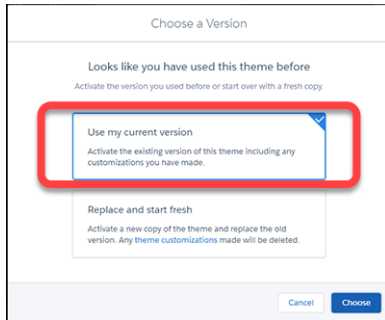 Choose a Version
Looks like you have used this theme before
Activate the version you used before or start over with a fresh copy.
Use my current version
Activate the existing version of this theme including any
customizations you have made.
Replace and start fresh
Activate a new copy of the theme and replace the old
version. Any theme customizations made will be deleted.
Cancel Choose